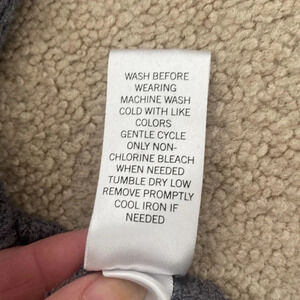 WASH BEFORE
WEARING
MACHINE WASH
COLD WITH LIKE
COLORS
GENTLE CYCLE
ONLY NON-
CHLORINE BLEACH
WHEN NEEDED
TUMBLE DRY LOW
REMOVE PROMPTLY
COOL IRON IF
NEEDED